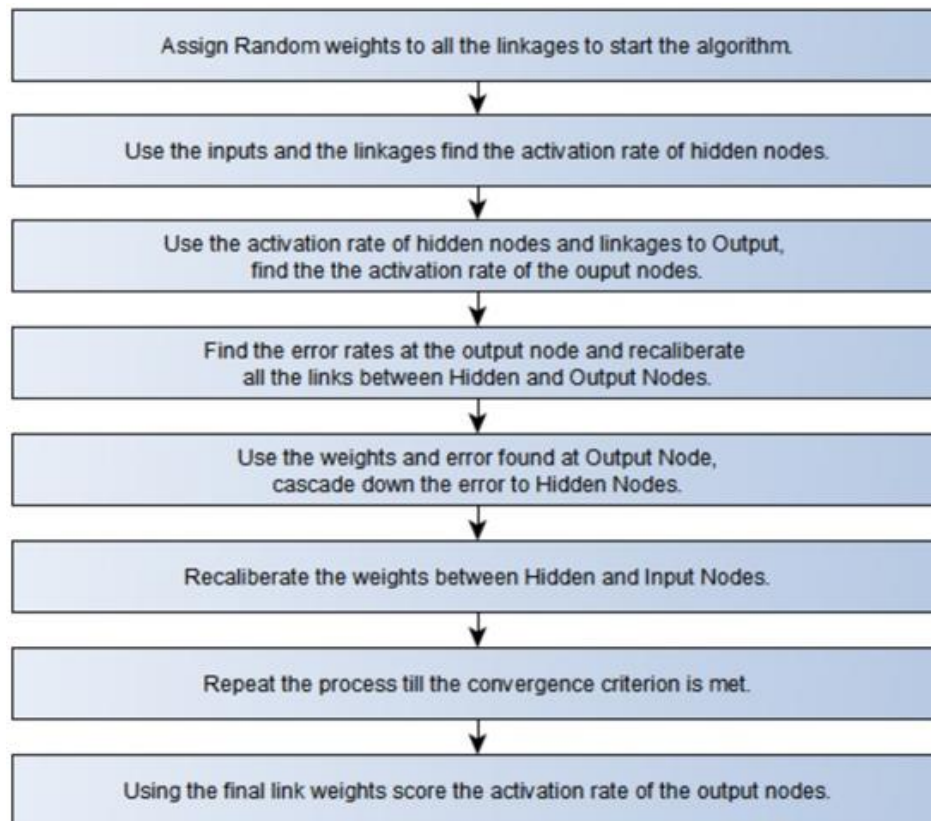 Assign Random weights to all the linkages to start the algorithm.
Use the inputs and the linkages find the activation rate of hidden nodes.
Use the activation rate of hidden nodes and linkages to Output,
find the the activation rate of the ouput nodes.
Find the error rates at the output node and recaliberate
all the links between Hidden and Output Nodes.
Use the weights and error found at Output Node,
cascade down the error to Hidden Nodes.
Recaliberate the weights between Hidden and Input Nodes.
Repeat the process till the convergence criterion is met.
Using the final link weights score the activation rate of the output nodes.